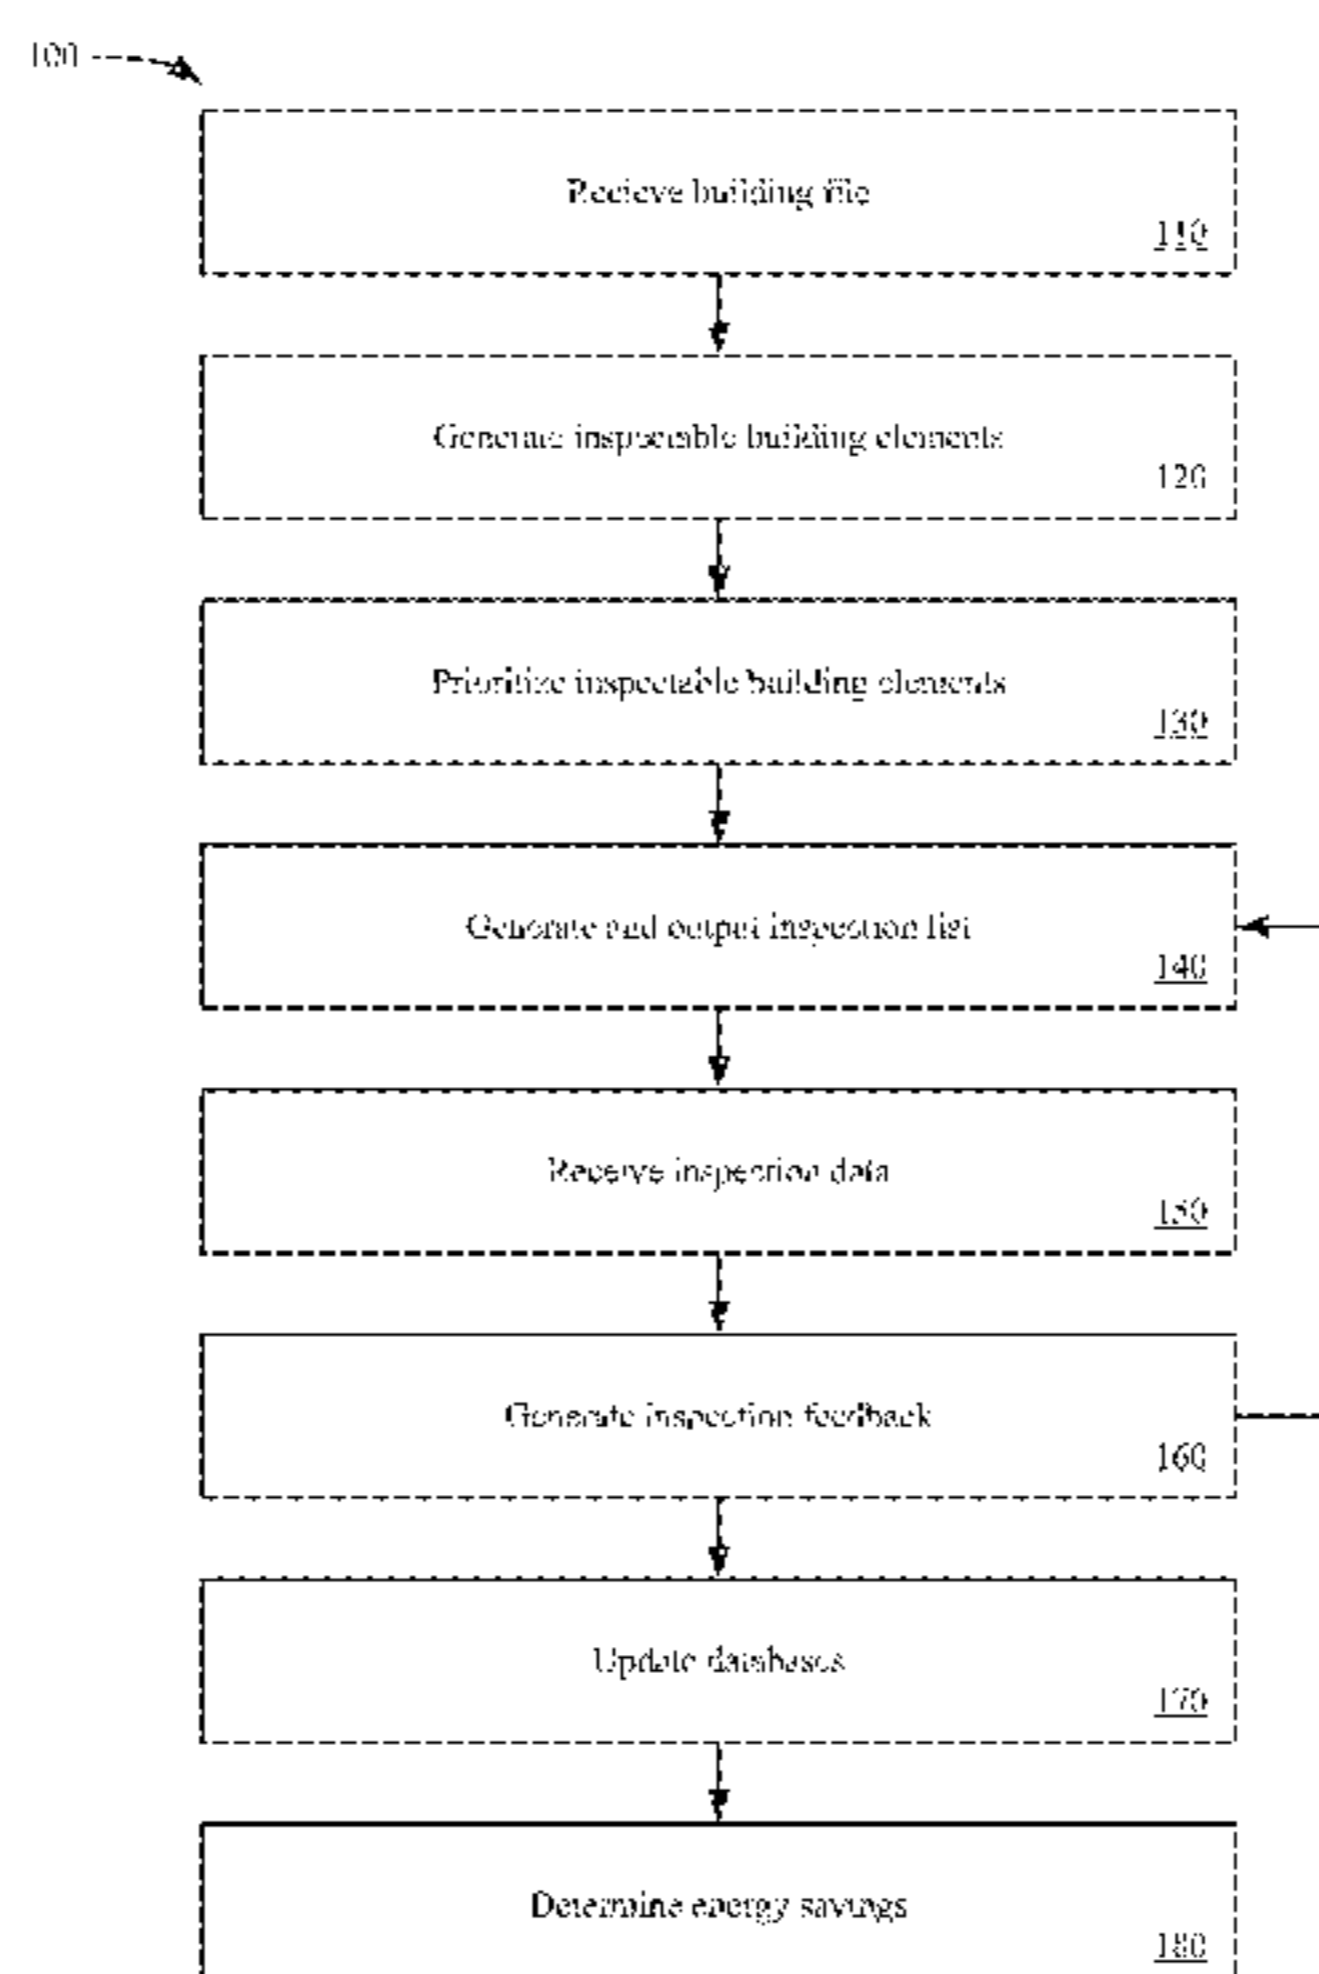 100
Recieve building file
110
Generate inspectable building elements
120
Prioritize inspectable building elements
130
Generate and output inspection list
140
Receive inspection data
150
Generate inspection feedback
160
Update databases
170
Determine energy savings
180